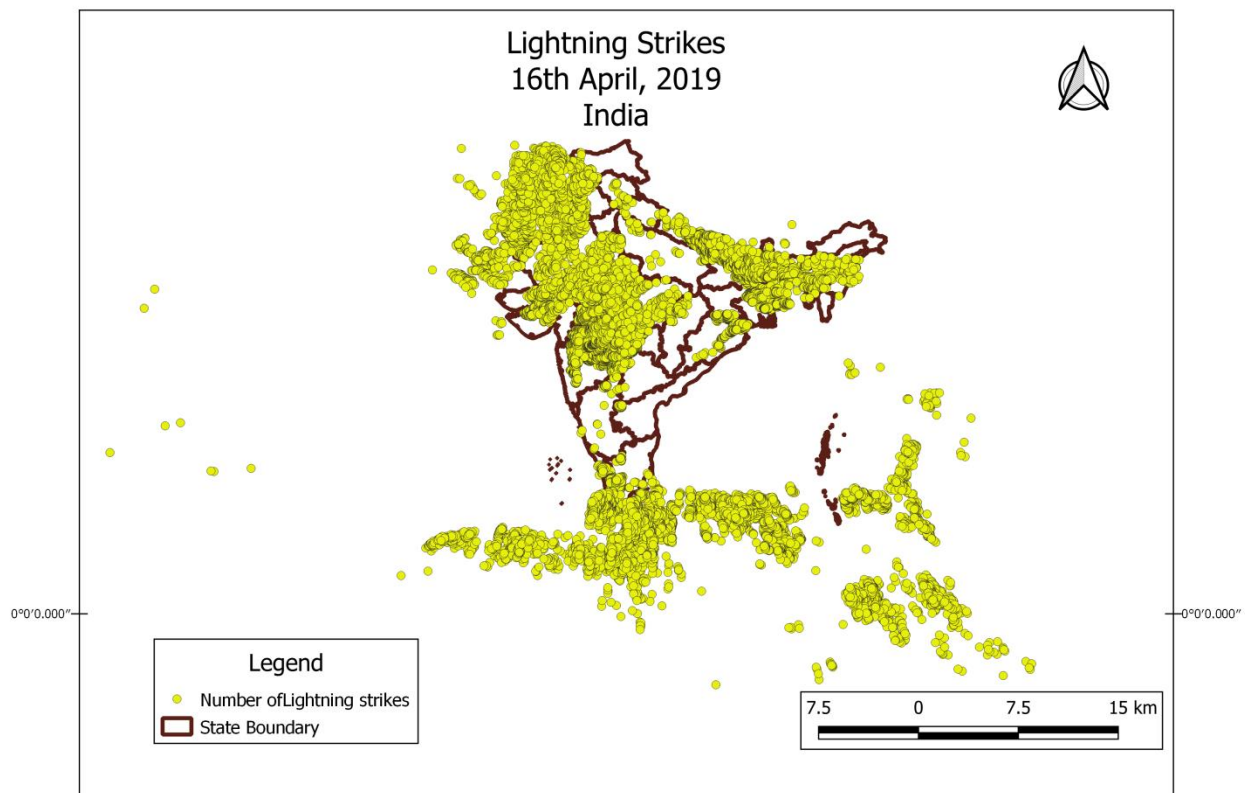 Lightning Strikes
16th April, 2019
India
0°0'0.000"
0°0'0.000"
Legend
Number ofLightning strikes
State Boundary
7.5 0 7.5 15 km